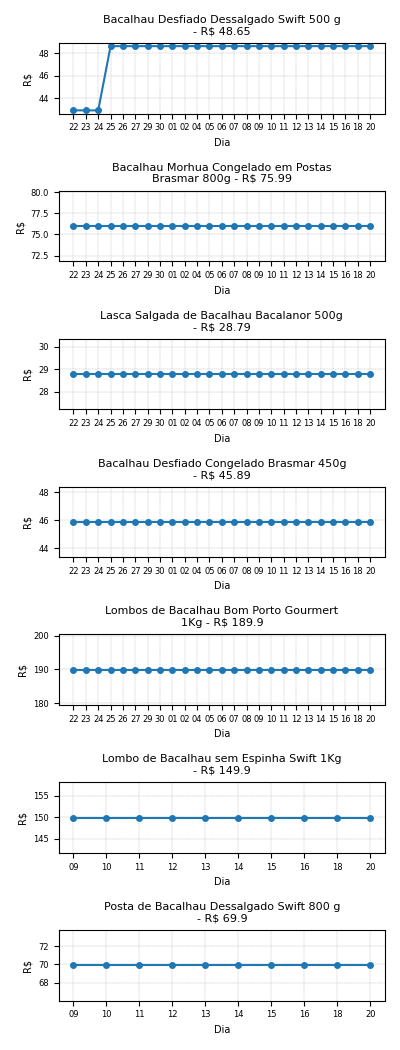 Bacalhau Desfiado Dessalgado Swift 500 g
- R$ 48.65
48
46
44
R$
22 23 24 25 26 27 29 30 01 02 04 05 06 07 08 09 10 11 12 13 14 15 16 18 20
Dia
Bacalhau Morhua Congelado em Postas
Brasmar 800g - R$ 75.99
80.0
77.5
75.0
72.5
R$
22 23 24 25 26 27 29 30 01 02 04 05 06 07 08 09 10 11 12 13 14 15 16 18 20
Dia
Lasca Salgada de Bacalhau Bacalanor 500g
- R$ 28.79
30
29
28
R$
22 23 24 25 26 27 29 30 01 02 04 05 06 07 08 09 10 11 12 13 14 15 16 18 20
Dia
Bacalhau Desfiado Congelado Brasmar 450g
- R$ 45.89
48
46
44
R$
22 23 24 25 26 27 29 30 01 02 04 05 06 07 08 09 10 11 12 13 14 15 16 18 20
Dia
Lombos de Bacalhau Bom Porto Gourmert
1Kg - R$ 189.9
200
190
180
R$
22 23 24 25 26 27 29 30 01 02 04 05 06 07 08 09 10 11 12 13 14 15 16 18 20
Dia
Lombo de Bacalhau sem Espinha Swift 1Kg
- R$ 149.9
155
150
145
R$
09 10 11 12 13 14 15 16 18 20
Dia
Posta de Bacalhau Dessalgado Swift 800 g
- R$ 69.9
72
70
68
R$
09 10 11 12 13 14 15 16 18 20
Dia